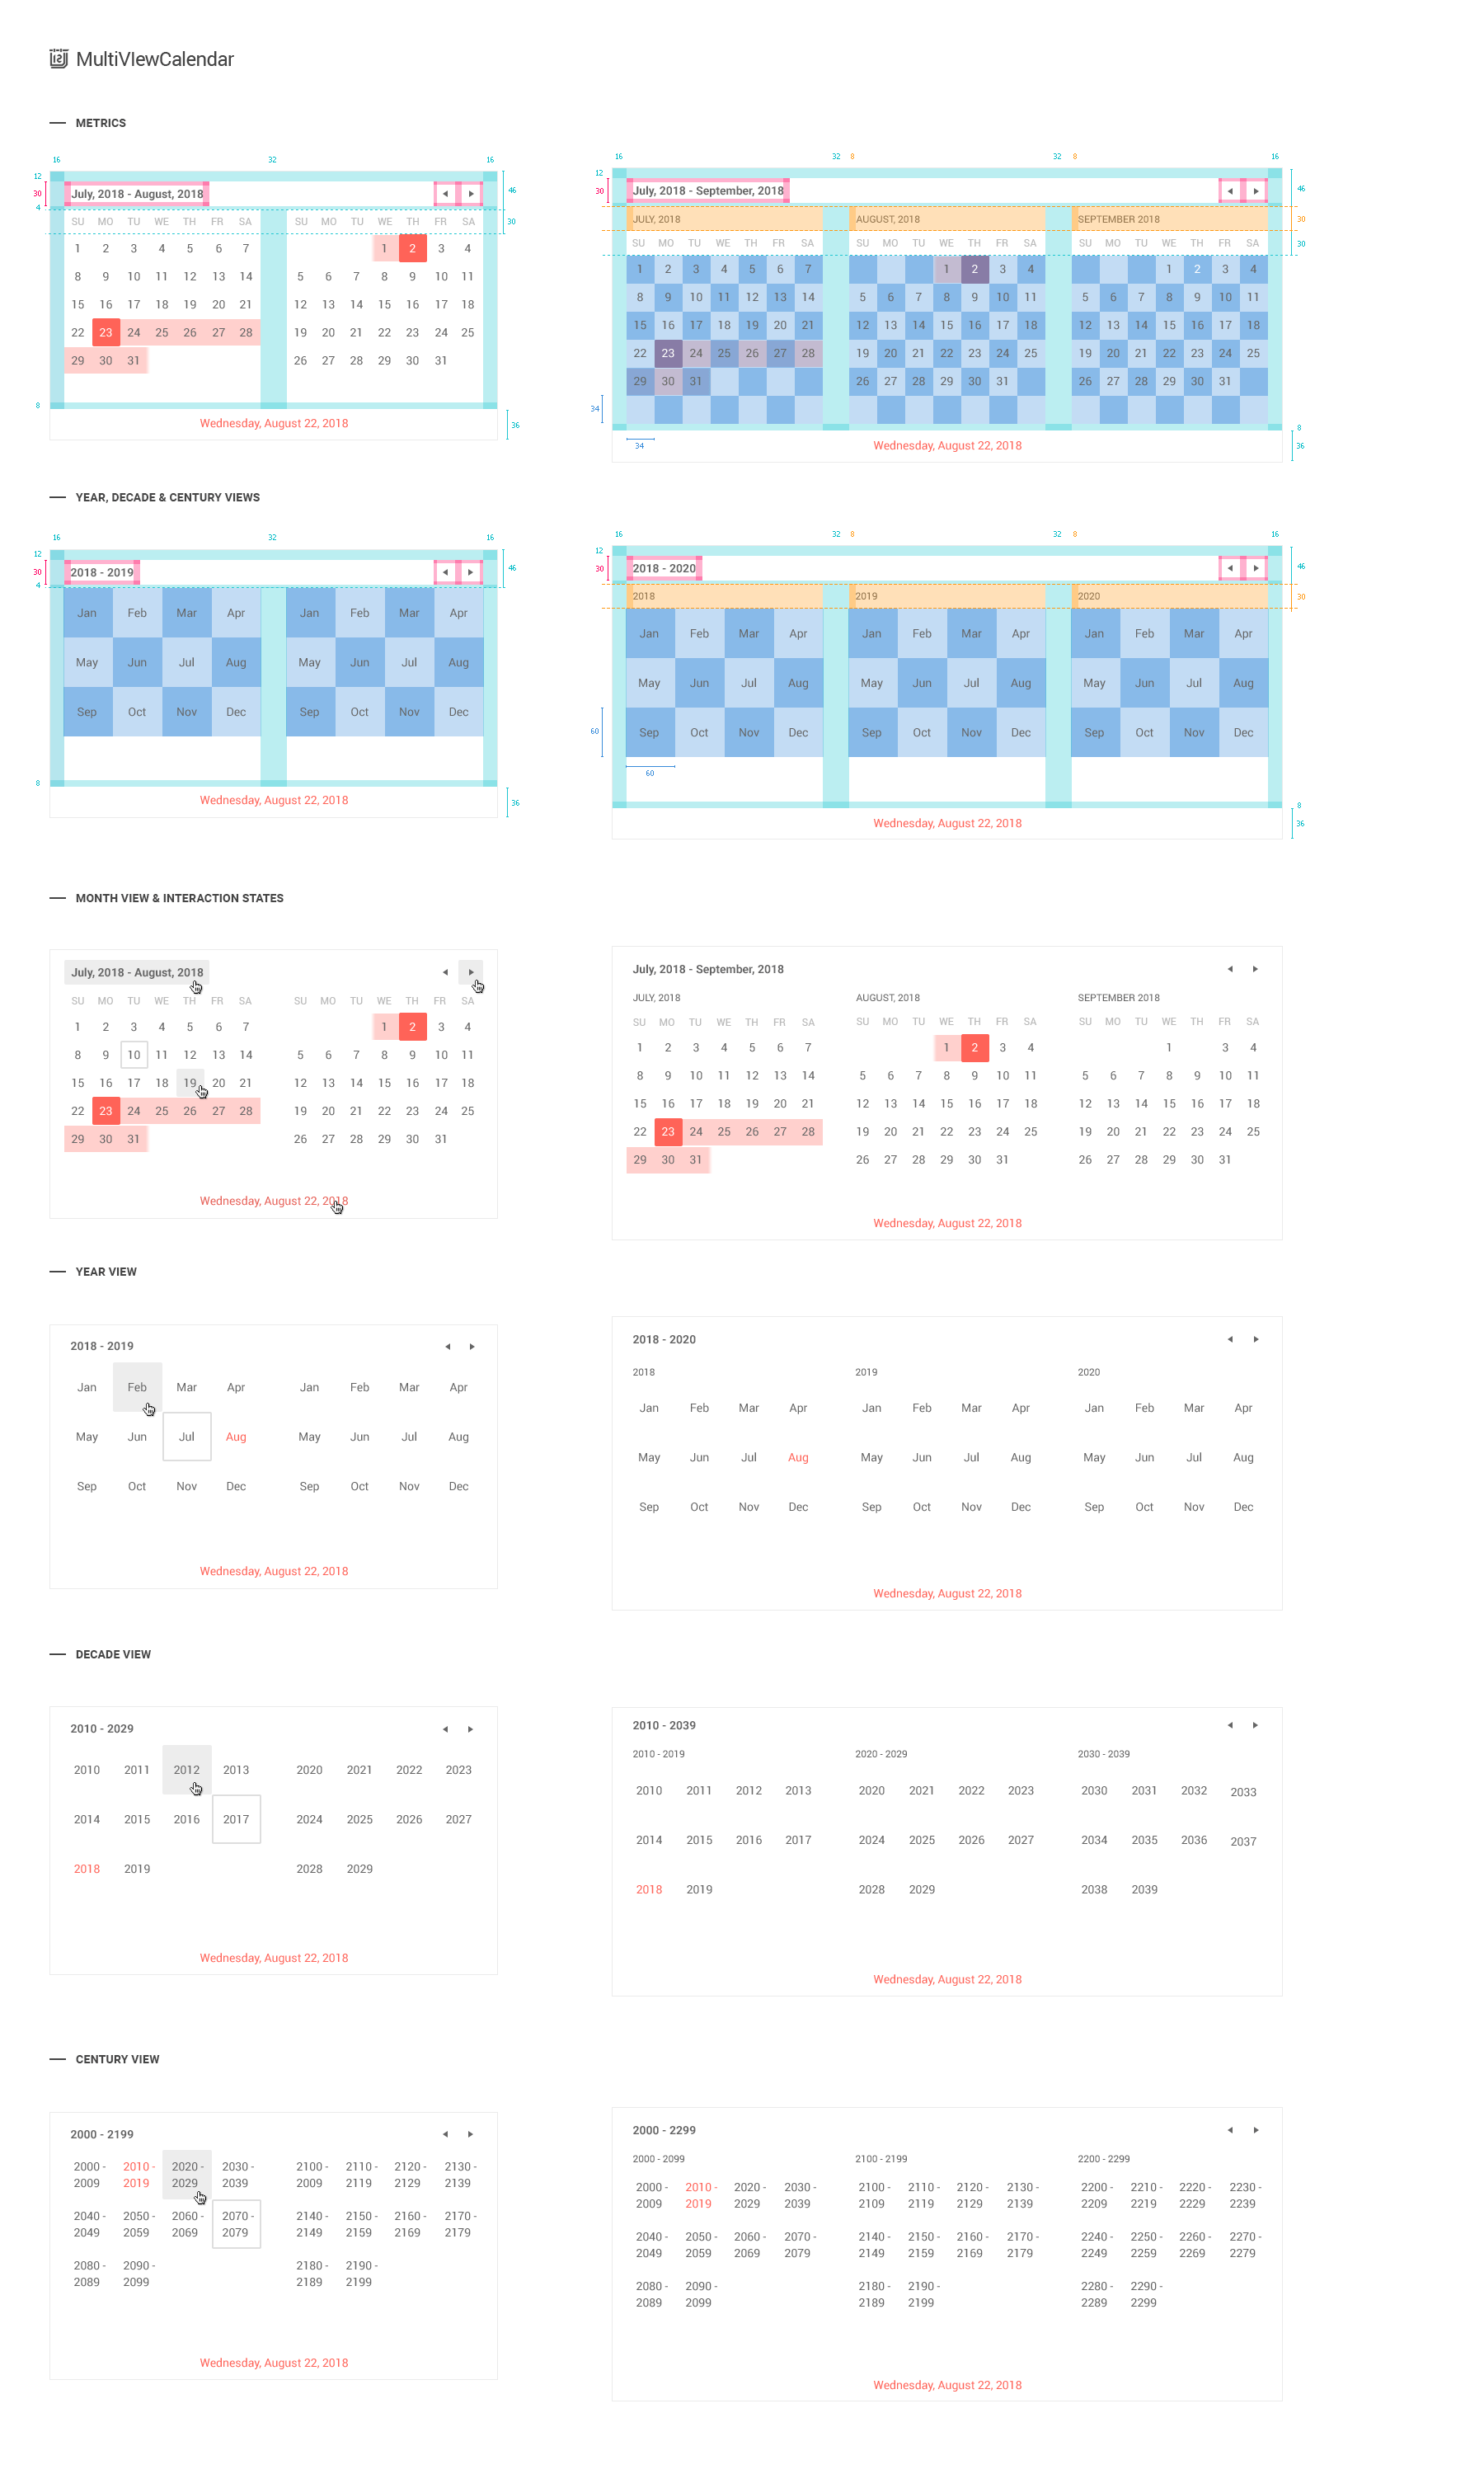 MultiVIewCalendar
METRICS
16 32 16
12
30
4
46
30
July, 2018 - August, 2018
SU MO TU WE TH FR SA SU MO TU WE TH FR SA
1 2 3 4 5 6 7 1 2 3 4
8 9 10 11 12 13 14 5 6 7 8 9 10 11
15 16 17 18 19 20 21 12 13 14 15 16 17 18
22 23 24 25 26 27 28 19 20 21 22 23 24 25
29 30 31 26 27 28 29 30 31
8
36
Wednesday, August 22, 2018
16 32 8 32 8 16
12
30
46
30
30
July, 2018 - September, 2018
JULY, 2018 AUGUST, 2018 SEPTEMBER 2018
SU MO TU WE TH FR SA SU MO TU WE TH FR SA SU MO TU WE TH FR SA
1 2 3 4 5 6 7 1 2 3 4 1 2 3 4
8 9 10 11 12 13 14 5 6 7 8 9 10 11 5 6 7 8 9 10 11
15 16 17 18 19 20 21 12 13 14 15 16 17 18 12 13 14 15 16 17 18
22 23 24 25 26 27 28 19 20 21 22 23 24 25 19 20 21 22 23 24 25
29 30 31 26 27 28 29 30 31 26 27 28 29 30 31
34
34
8
36
Wednesday, August 22, 2018
YEAR, DECADE & CENTURY VIEWS
16 32 16
12
30
4
46
2018 - 2019
Jan Feb Mar Apr Jan Feb Mar Apr
May Jun Jul Aug May Jun Jul Aug
Sep Oct Nov Dec Sep Oct Nov Dec
8
36
Wednesday, August 22, 2018
16 32 8 32 8 16
12
30
46
30
2018 - 2020
2018 2019 2020
Jan Feb Mar Apr Jan Feb Mar Apr Jan Feb Mar Apr
May Jun Jul Aug May Jun Jul Aug May Jun Jul Aug
Sep Oct Nov Dec Sep Oct Nov Dec Sep Oct Nov Dec
60
60
8
36
Wednesday, August 22, 2018
MONTH VIEW & INTERACTION STATES
July, 2018 - August, 2018
SU MO TU WE TH FR SA SU MO TU WE TH FR SA
1 2 3 4 5 6 7 1 2 3 4
8 9 10 11 12 13 14 5 6 7 8 9 10 11
15 16 17 18 19 20 21 12 13 14 15 16 17 18
22 23 24 25 26 27 28 19 20 21 22 23 24 25
29 30 31 26 27 28 29 30 31
Wednesday, August 22, 2018
July, 2018 - September, 2018
JULY, 2018 AUGUST, 2018 SEPTEMBER 2018
SU MO TU WE TH FR SA SU MO TU WE TH FR SA SU MO TU WE TH FR SA
1 2 3 4 5 6 7 1 2 3 4 1 3 4
8 9 10 11 12 13 14 5 6 7 8 9 10 11 5 6 7 8 9 10 11
15 16 17 18 19 20 21 12 13 14 15 16 17 18 12 13 14 15 16 17 18
22 23 24 25 26 27 28 19 20 21 22 23 24 25 19 20 21 22 23 24 25
29 30 31 26 27 28 29 30 31 26 27 28 29 30 31
Wednesday, August 22, 2018
YEAR VIEW
2018 - 2019
Jan Feb Mar Apr Jan Feb Mar Apr
May Jun Jul Aug May Jun Jul Aug
Sep Oct Nov Dec Sep Oct Nov Dec
Wednesday, August 22, 2018
2018 - 2020
2018 2019 2020
Jan Feb Mar Apr Jan Feb Mar Apr Jan Feb Mar Apr
May Jun Jul Aug May Jun Jul Aug May Jun Jul Aug
Sep Oct Nov Dec Sep Oct Nov Dec Sep Oct Nov Dec
Wednesday, August 22, 2018
DECADE VIEW
2010 - 2029
2010 2011 2012 2013 2020 2021 2022 2023
2014 2015 2016 2017 2024 2025 2026 2027
2018 2019 2028 2029
Wednesday, August 22, 2018
2010 - 2039
2010 - 2019 2020 - 2029 2030 - 2039
2010 2011 2012 2013 2020 2021 2022 2023 2030 2031 2032 2033
2014 2015 2016 2017 2024 2025 2026 2027 2034 2035 2036 2037
2018 2019 2028 2029 2038 2039
Wednesday, August 22, 2018
CENTURY VIEW
2000 - 2199
2000 - 2010 - 2020 - 2030 - 2100 - 2110 - 2120 - 2130 -
2009 2019 2029 2039 2009 2119 2129 2139
2040 - 2050 - 2060 - 2070 - 2140 - 2150 - 2160 - 2170 -
2049 2059 2069 2079 2149 2159 2169 2179
2080 - 2090 - 2180 - 2190 -
2089 2099 2189 2199
Wednesday, August 22, 2018
2000 - 2299
2000 - 2099 2100 - 2199 2200 - 2299
2000 - 2010 - 2020 - 2030 - 2100 - 2110 - 2120 - 2130 - 2200 - 2210 - 2220 - 2230 -
2009 2019 2029 2039 2109 2119 2129 2139 2209 2219 2229 2239
2040 - 2050 - 2060 - 2070 - 2140 - 2150 - 2160 - 2170 - 2240 - 2250 - 2260 - 2270 -
2049 2059 2069 2079 2149 2159 2169 2179 2249 2259 2269 2279
2080 - 2090 - 2180 - 2190 - 2280 - 2290 -
2089 2099 2189 2199 2289 2299
Wednesday, August 22, 2018